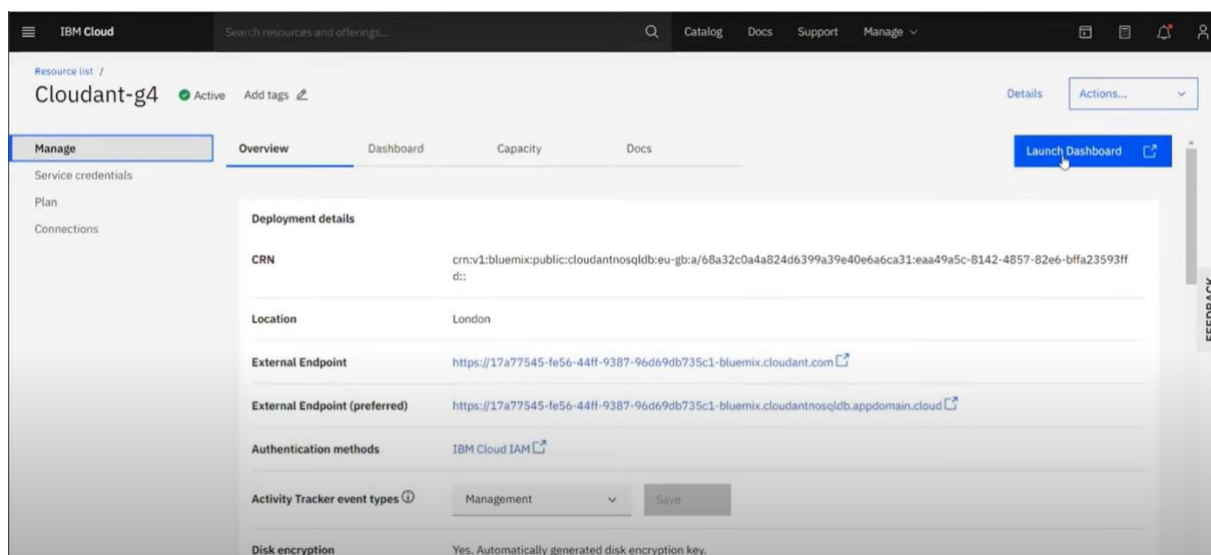 IBM Cloud
Search resources and offerings...
Catalog
Docs
Support
Manage
Resource list /
Cloudant-g4
Active
Add tags
Details
Actions...
Manage
Service credentials
Plan
Connections
Overview
Dashboard
Capacity
Docs
Launch Dashboard
Deployment details
CRN
crn:v1:bluemix:public:cloudantnosqldb:eu-gb:a/68a32c0a4a824d6399a39e40e6a6ca31:eaa49a5c-8142-4857-82e6-bffa23593ff
d::
Location
London
External Endpoint
https://17a77545-fe56-44ff-9387-96d69db735c1-bluemix.cloudant.com
External Endpoint (preferred)
https://17a77545-fe56-44ff-9387-96d69db735c1-bluemix.cloudantnosqldb.appdomain.cloud
Authentication methods
IBM Cloud IAM
Activity Tracker event types
Management
Save
Disk encryption
Yes. Automatically generated disk encryption key.
FEEDBACK